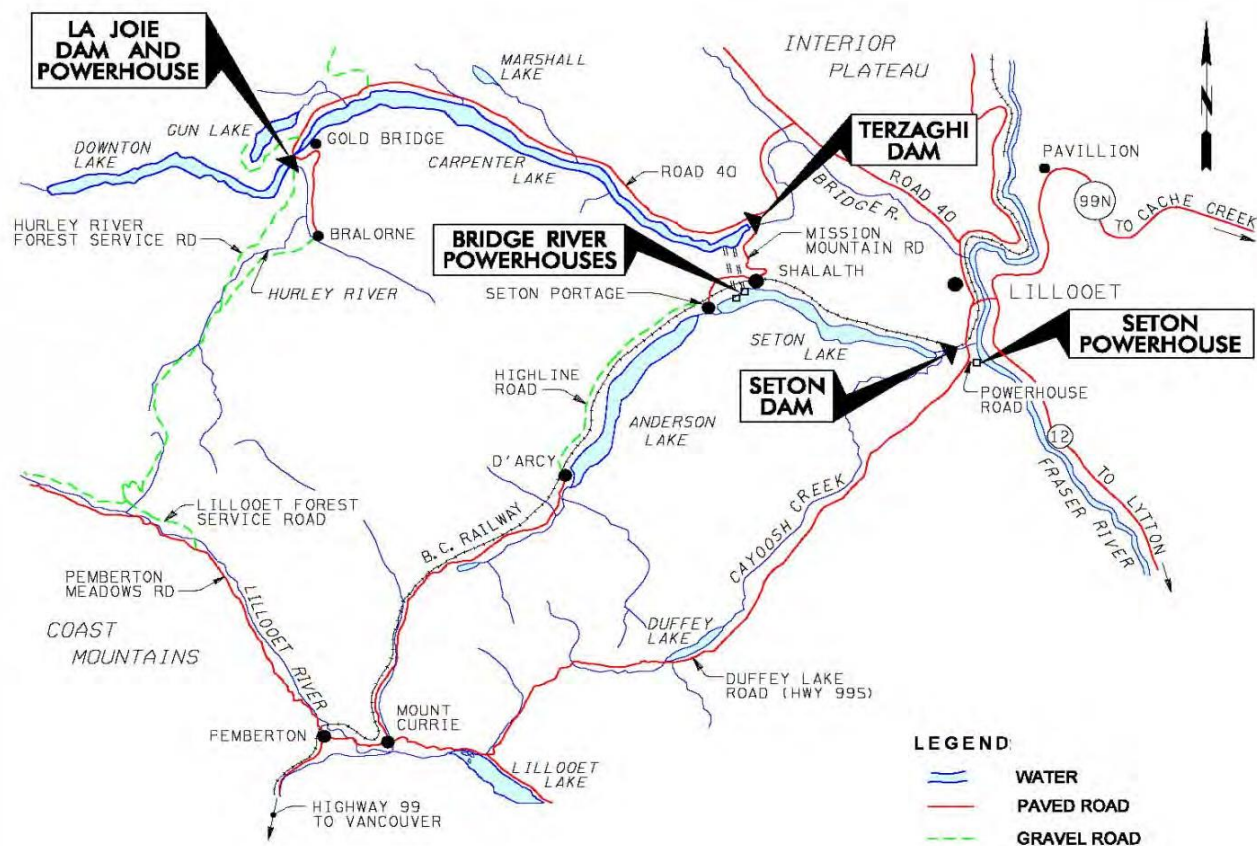 LA JOIE
DAM AND
POWERHOUSE
MARSHALL
LAKE
INTERIOR
PLATEAU
GUN LAKE
GOLD BRIDGE
DOWNTON
LAKE
CARPENTER
LAKE
ROAD 40
TERZAGHI
DAM
BRIDGE R.
ROAD 40
PAVILLION
99N
TO CACHE CREEK
HURLEY RIVER
FOREST SERVICE RD
BRALORNE
HURLEY RIVER
BRIDGE RIVER
POWERHOUSES
MISSION
MOUNTAIN RD
SHALALTH
SETON PORTAGE
LILLOOET
SETON
POWERHOUSE
SETON
LAKE
HIGHLINE
ROAD
ANDERSON
LAKE
SETON
DAM
POWERHOUSE
ROAD
12
TO LYTTON
FRASER RIVER
D'ARCY
LILLOOET FOREST
SERVICE ROAD
B.C. RAILWAY
CAYOOSH CREEK
PEMBERTON
MEADOWS RD
LILLOOET RIVER
COAST
MOUNTAINS
DUFFEY
LAKE
DUFFEY LAKE
ROAD (HWY 99S)
PEMBERTON
MOUNT
CURRIE
LILLOOET
LAKE
HIGHWAY 99
TO VANCOUVER
N
LEGEND:
WATER
PAVED ROAD
GRAVEL ROAD